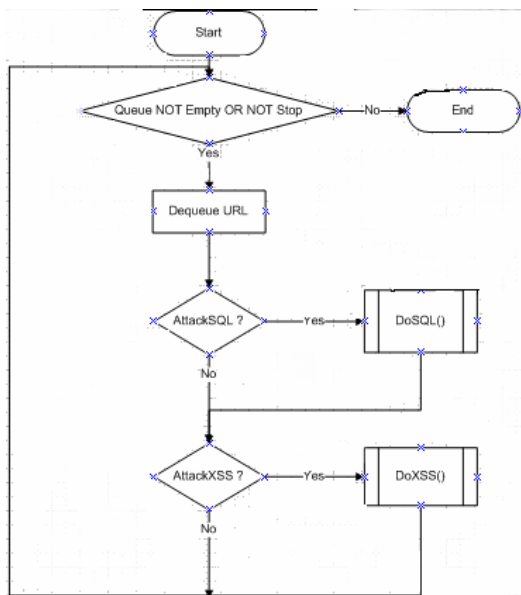 Start
Queue NOT Empty OR NOT Stop
No
End
Yes
Dequeue URL
AttackSQL ?
Yes
DoSQL()
No
AttackXSS ?
Yes
DoXSS()
No